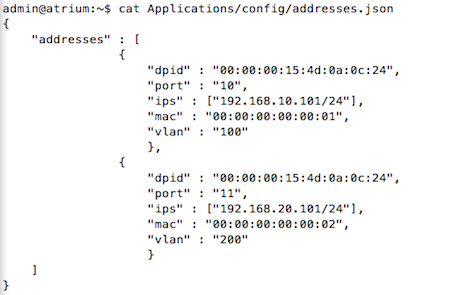 admin@atrium:~$ cat Applications/config/addresses.json
{
    "addresses" : [
                {
                    "dpid" : "00:00:00:15:4d:0a:0c:24",
                    "port" : "10",
                    "ips" : ["192.168.10.101/24"],
                    "mac" : "00:00:00:00:00:01",
                    "vlan" : "100"
                    },
                {
                    "dpid" : "00:00:00:15:4d:0a:0c:24",
                    "port" : "11",
                    "ips" : ["192.168.20.101/24"],
                    "mac" : "00:00:00:00:00:02",
                    "vlan" : "200"
                    }
    ]
}